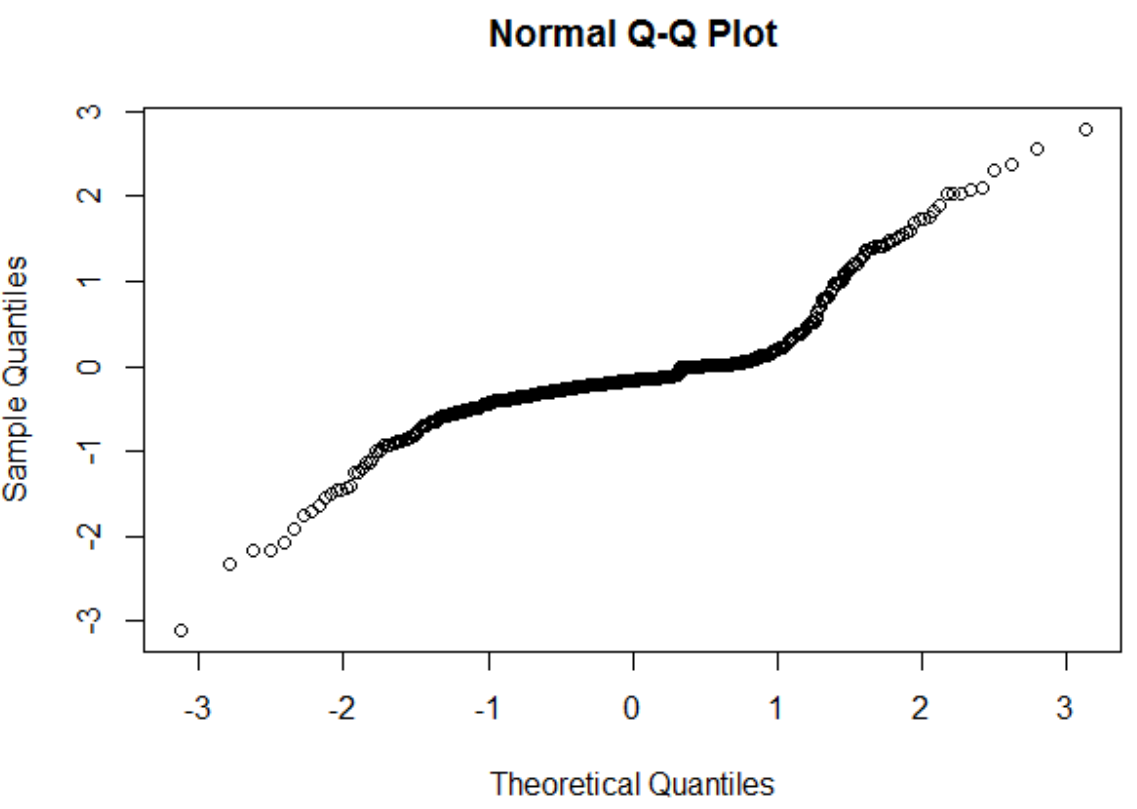 Normal Q-Q Plot
Sample Quantiles
3
2
1
0
-1
-2
-3
-3 -2 -1 0 1 2 3
Theoretical Quantiles